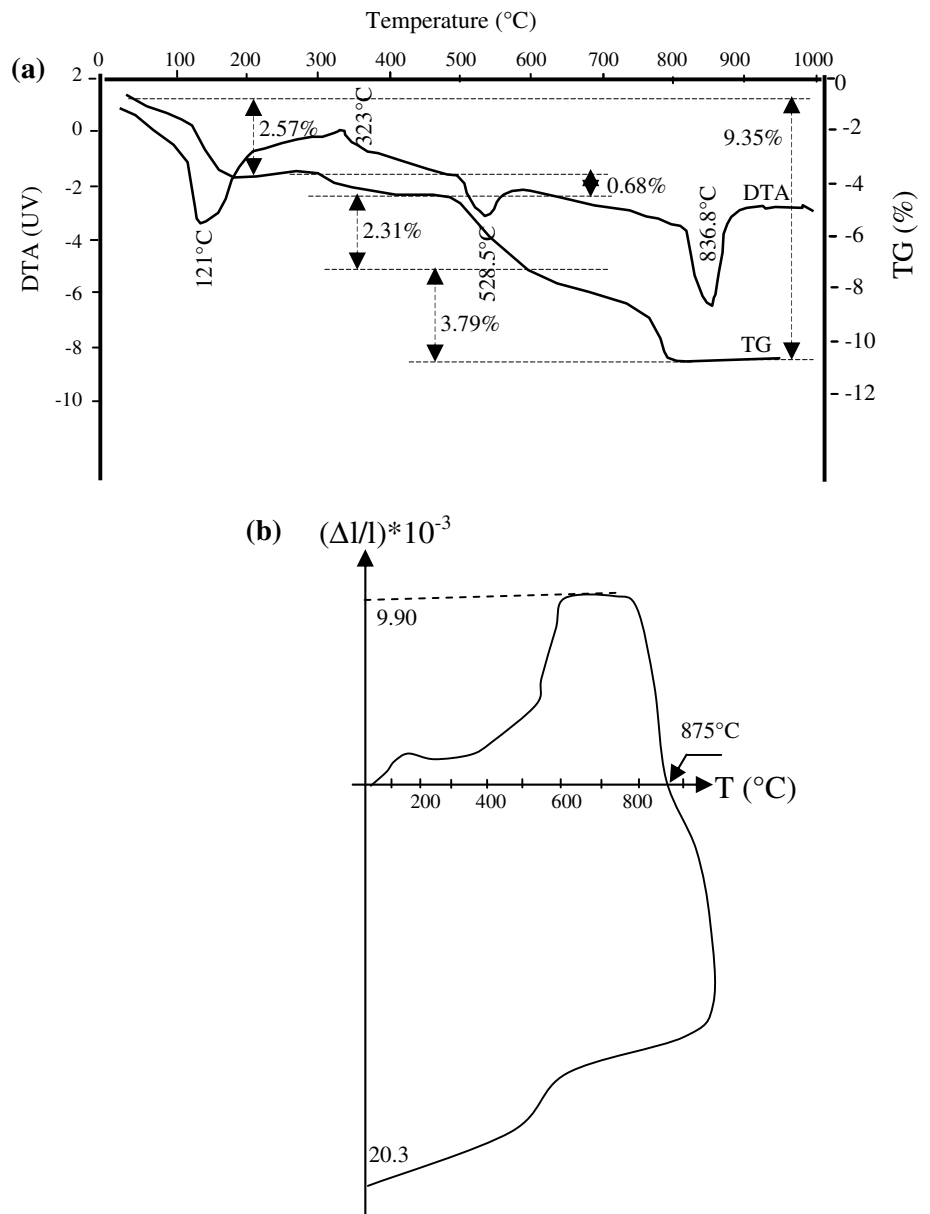 Temperature (°C)
(a)
0 100 200 300 400 500 600 700 800 900 1000
2 0 -2 -4 -6 -8 -10
DTA (UV)
0 -2 -4 -6 -8 -10 -12
TG (%)
2.57%
323°C
9.35%
0.68%
DTA
121°C
2.31%
528.5°C
836.8°C
3.79%
TG
(b) (Δl/l)*10-3
9.90
875°C
200 400 600 800
T (°C)
20.3